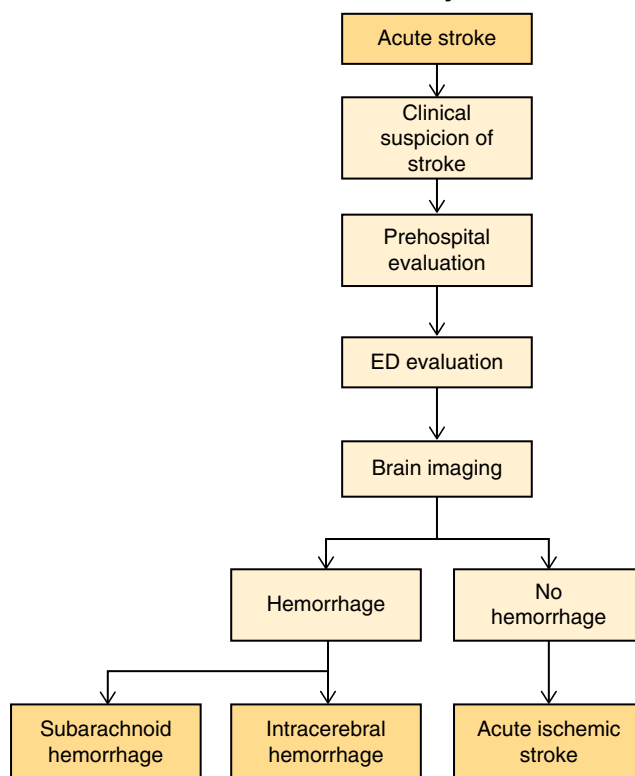 Acute stroke
Clinical
suspicion of
stroke
Prehospital
evaluation
ED evaluation
Brain imaging
Hemorrhage
No
hemorrhage
Subarachnoid
hemorrhage
Intracerebral
hemorrhage
Acute ischemic
stroke